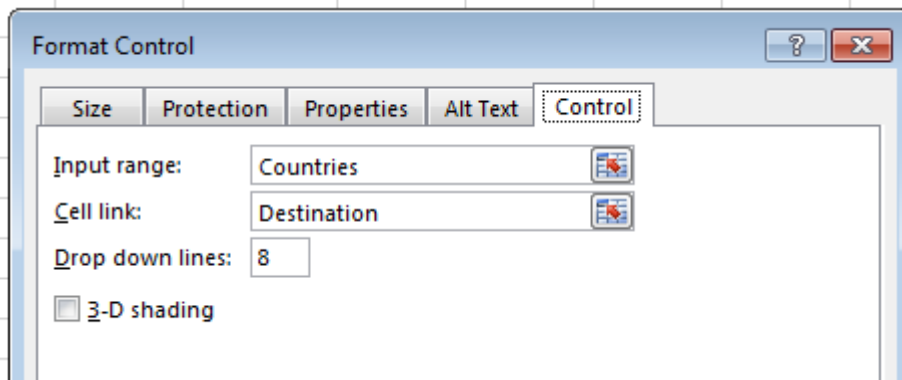 Format Control
Size Protection Properties Alt Text Control
Input range: Countries
Cell link: Destination
Drop down lines: 8
3-D shading